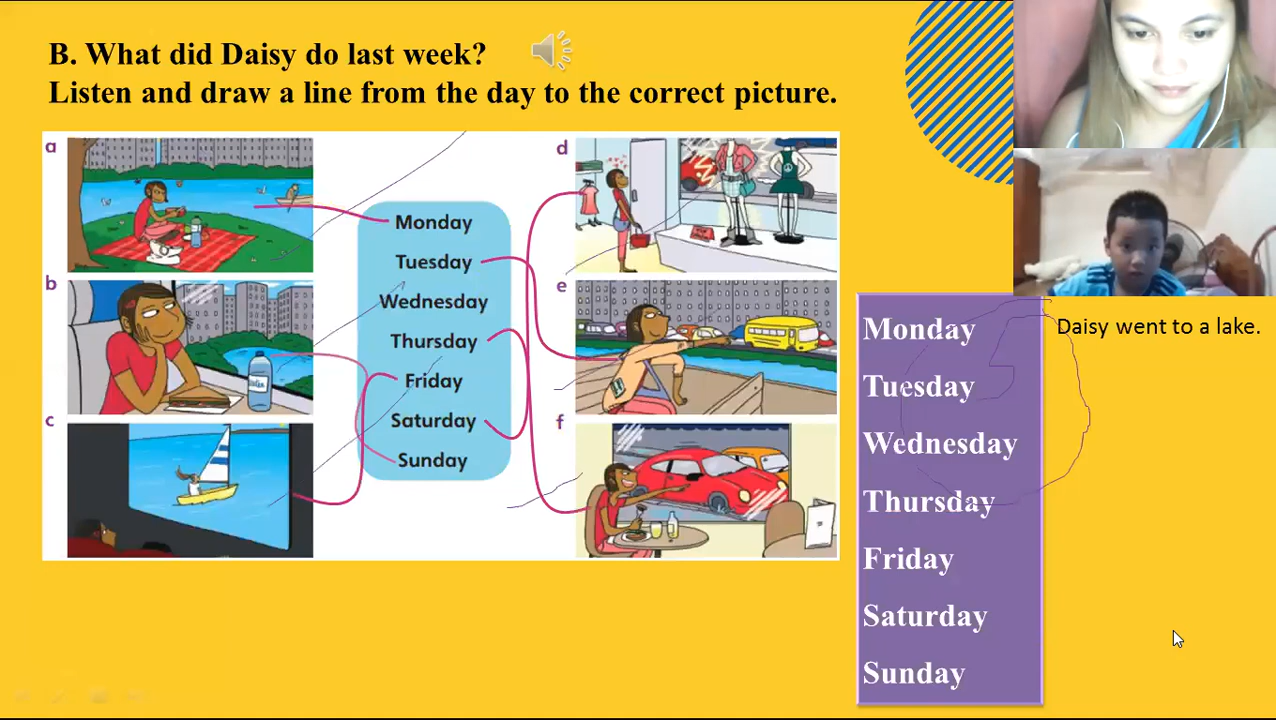 B. What did Daisy do last week?
Listen and draw a line from the day to the correct picture.
a
b
c
Monday
Tuesday
Wednesday
Thursday
Friday
Saturday
Sunday
d
e
f
Monday
Tuesday
Wednesday
Thursday
Friday
Saturday
Sunday
Daisy went to a lake.